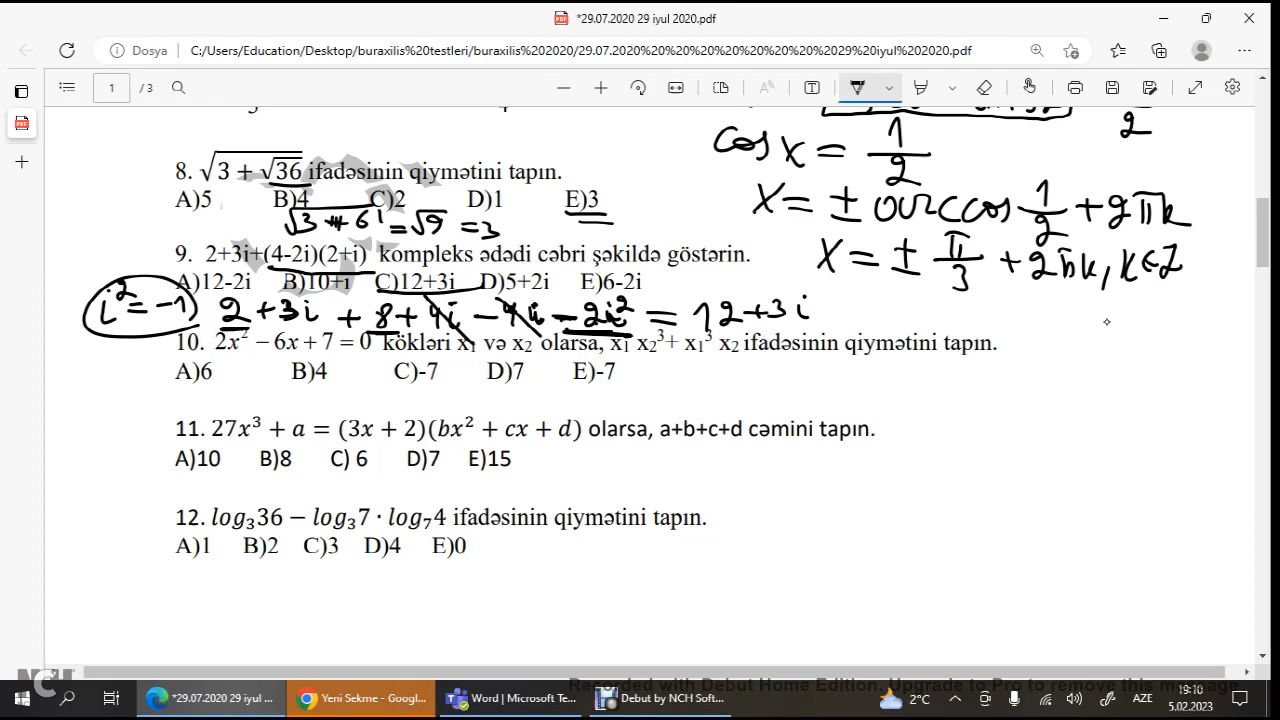 *29.07.2020 29 iyul 2020.pdf
Dosya C:/Users/Education/Desktop/buraxilis%20testleri/buraxilis%202020/29.07.2020%20%20%20%20%20%20%20%2029%20iyul%202020.pdf
1 / 3
cos x = 1/2
8. √(3 + √36) ifadəsinin qiymətini tapın.
A)5 B)4 C)2 D)1 E)3
√3+6 = √9 = 3
x = ± arccos 1/2 + 2πk
9. 2+3i+(4-2i)(2+i) kompleks ədədi cəbri şəkildə göstərin.
x = ± π/3 + 2πk, k∈Z
A)12-2i B)10+i C)12+3i D)5+2i E)6-2i
i² = -1 2+3i + 8+4i - 4i - 2i² = 12+3i
10. 2x² − 6x + 7 = 0 kökləri x₁ və x₂ olarsa, x₁ x₂³+ x₁³ x₂ ifadəsinin qiymətini tapın.
A)6 B)4 C)-7 D)7 E)-7
11. 27x³ + a = (3x + 2)(bx² + cx + d) olarsa, a+b+c+d cəmini tapın.
A)10 B)8 C) 6 D)7 E)15
12. log₃36 − log₃7 · log₇4 ifadəsinin qiymətini tapın.
A)1 B)2 C)3 D)4 E)0
NCH
Recorded with Debut Home Edition. Upgrade to Pro to remove this message
*29.07.2020 29 iyul ... Yeni Sekme - Googl... Word | Microsoft Te... Debut by NCH Soft... 2°C AZE 19:10
5.02.2023